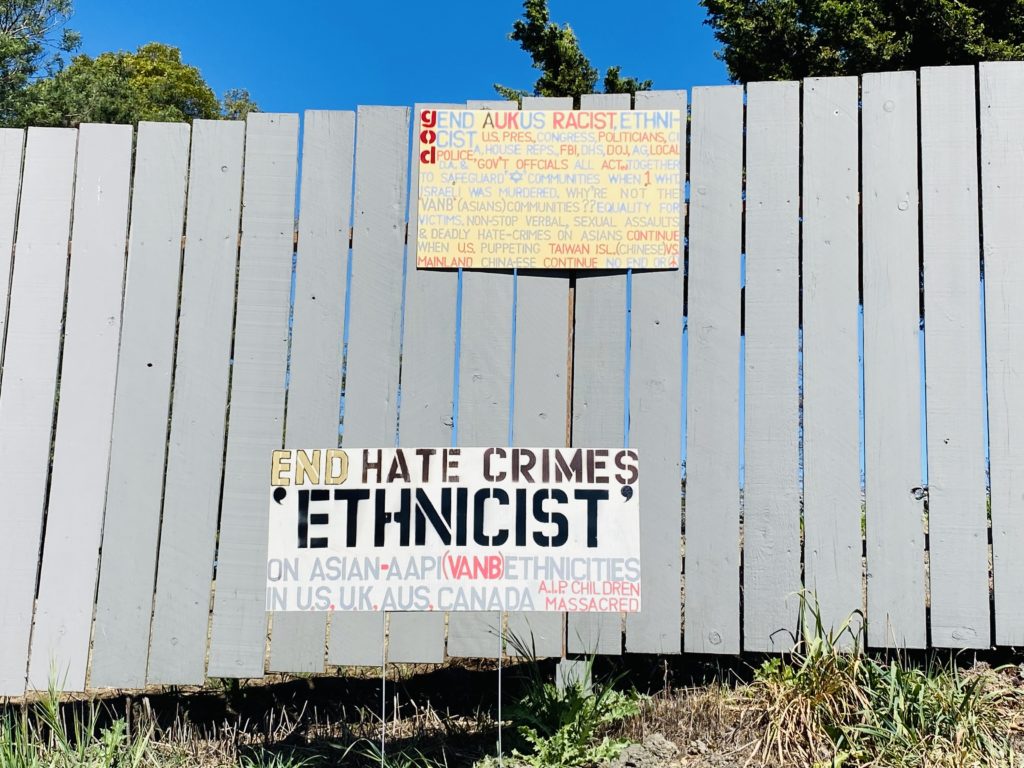 god END AUKUS RACIST, ETHNI-
CIST, U.S. PRES., CONGRESS, POLITICIANS, CI
A, HOUSE REPS., FBI, DHS, DOJ, AG, LOCAL
POLICE, D.A. & "GOV'T OFFCIALS ALL ACT TOGETHER
TO SAFEGUARD ✡ COMMUNITIES WHEN 1 WHT
ISRAELI WAS MURDERED. WHY'RE NOT THE
VANB (ASIANS) COMMUNITIES ?? EQUALITY FOR
VICTIMS, NON-STOP VERBAL, SEXUAL ASSAULTS
& DEADLY HATE-CRIMES ON ASIANS CONTINUE
WHEN U.S. PUPPETING TAIWAN ISL., (CHINESE) VS
MAINLAND CHINA-ESE CONTINUE NO END OR ☮
END HATE CRIMES
'ETHNICIST'
ON ASIAN-AAPI (VANB) ETHNICITIES
IN U.S, U.K, AUS, CANADA A.I.P. CHILDREN
MASSACRED